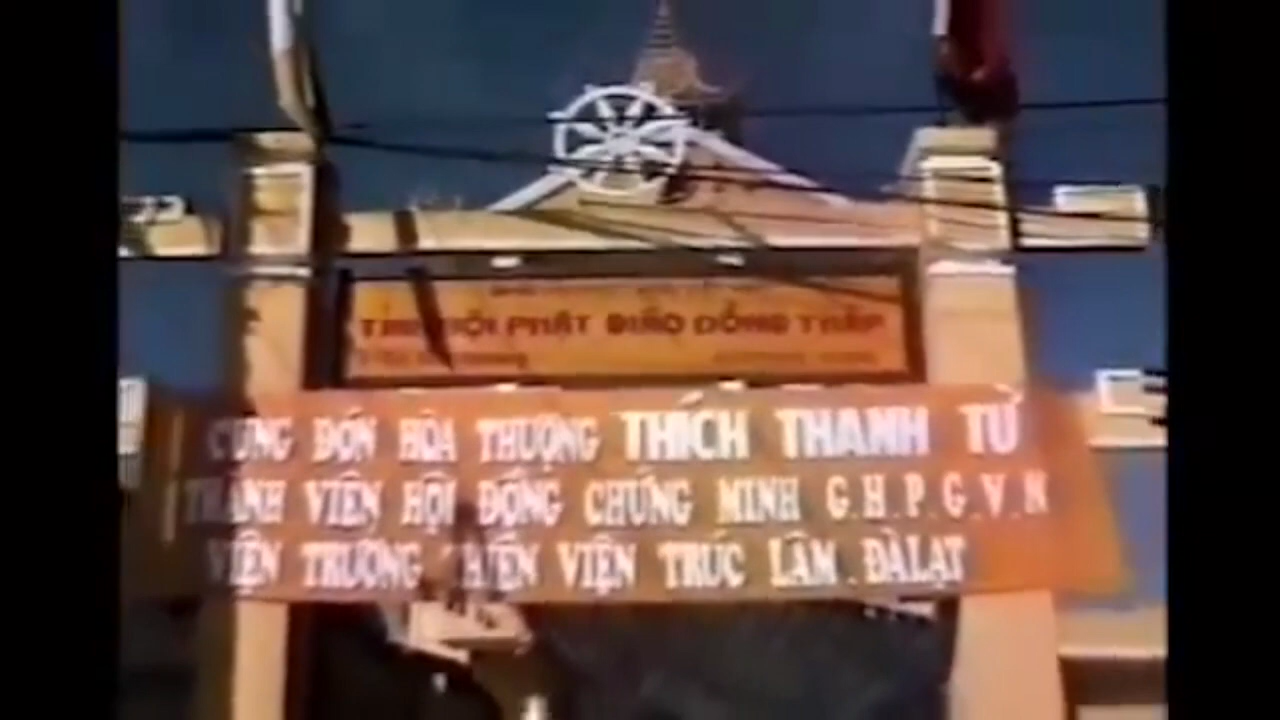 TỈNH HỘI PHẬT GIÁO ĐỒNG THÁP
CUNG ĐÓN HÒA THƯỢNG THÍCH THANH TỪ
THÀNH VIÊN HỘI ĐỒNG CHỨNG MINH G.H.P.G.V.N
VIỆN TRƯỞNG THIỀN VIỆN TRÚC LÂM . ĐÀLẠT